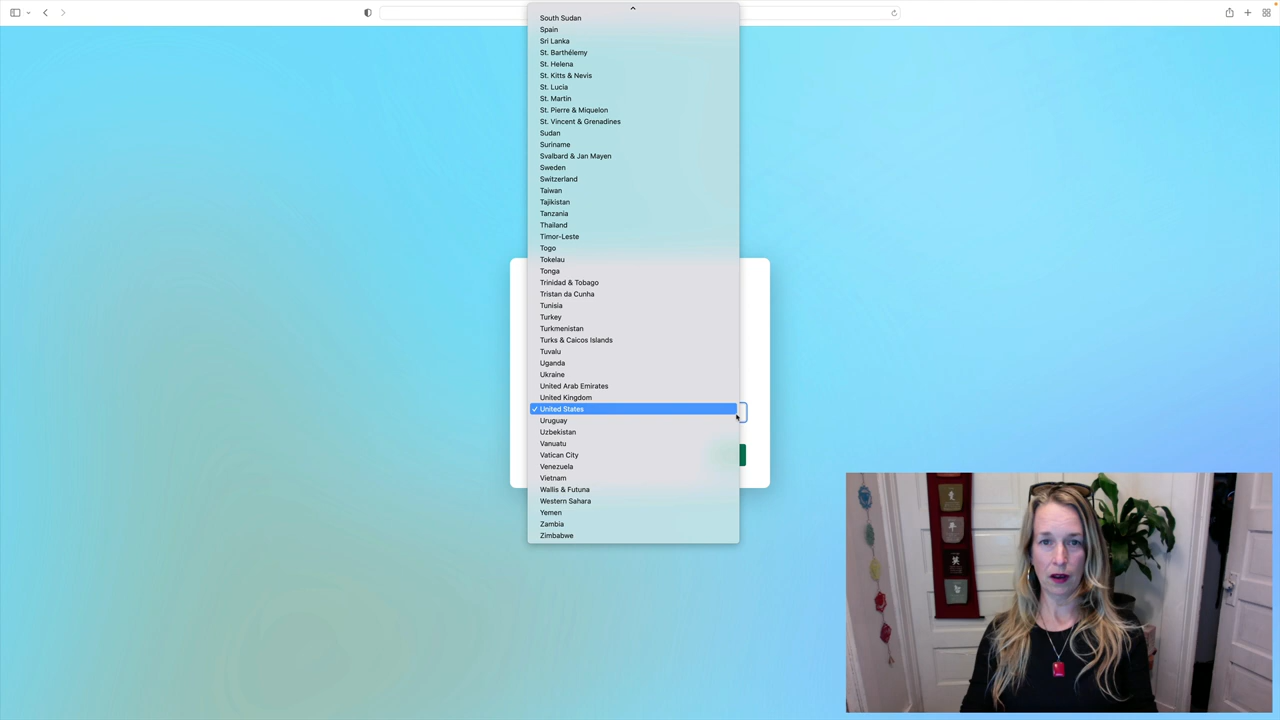 South Sudan
Spain
Sri Lanka
St. Barthélemy
St. Helena
St. Kitts & Nevis
St. Lucia
St. Martin
St. Pierre & Miquelon
St. Vincent & Grenadines
Sudan
Suriname
Svalbard & Jan Mayen
Sweden
Switzerland
Taiwan
Tajikistan
Tanzania
Thailand
Timor-Leste
Togo
Tokelau
Tonga
Trinidad & Tobago
Tristan da Cunha
Tunisia
Turkey
Turkmenistan
Turks & Caicos Islands
Tuvalu
Uganda
Ukraine
United Arab Emirates
United Kingdom
✓ United States
Uruguay
Uzbekistan
Vanuatu
Vatican City
Venezuela
Vietnam
Wallis & Futuna
Western Sahara
Yemen
Zambia
Zimbabwe